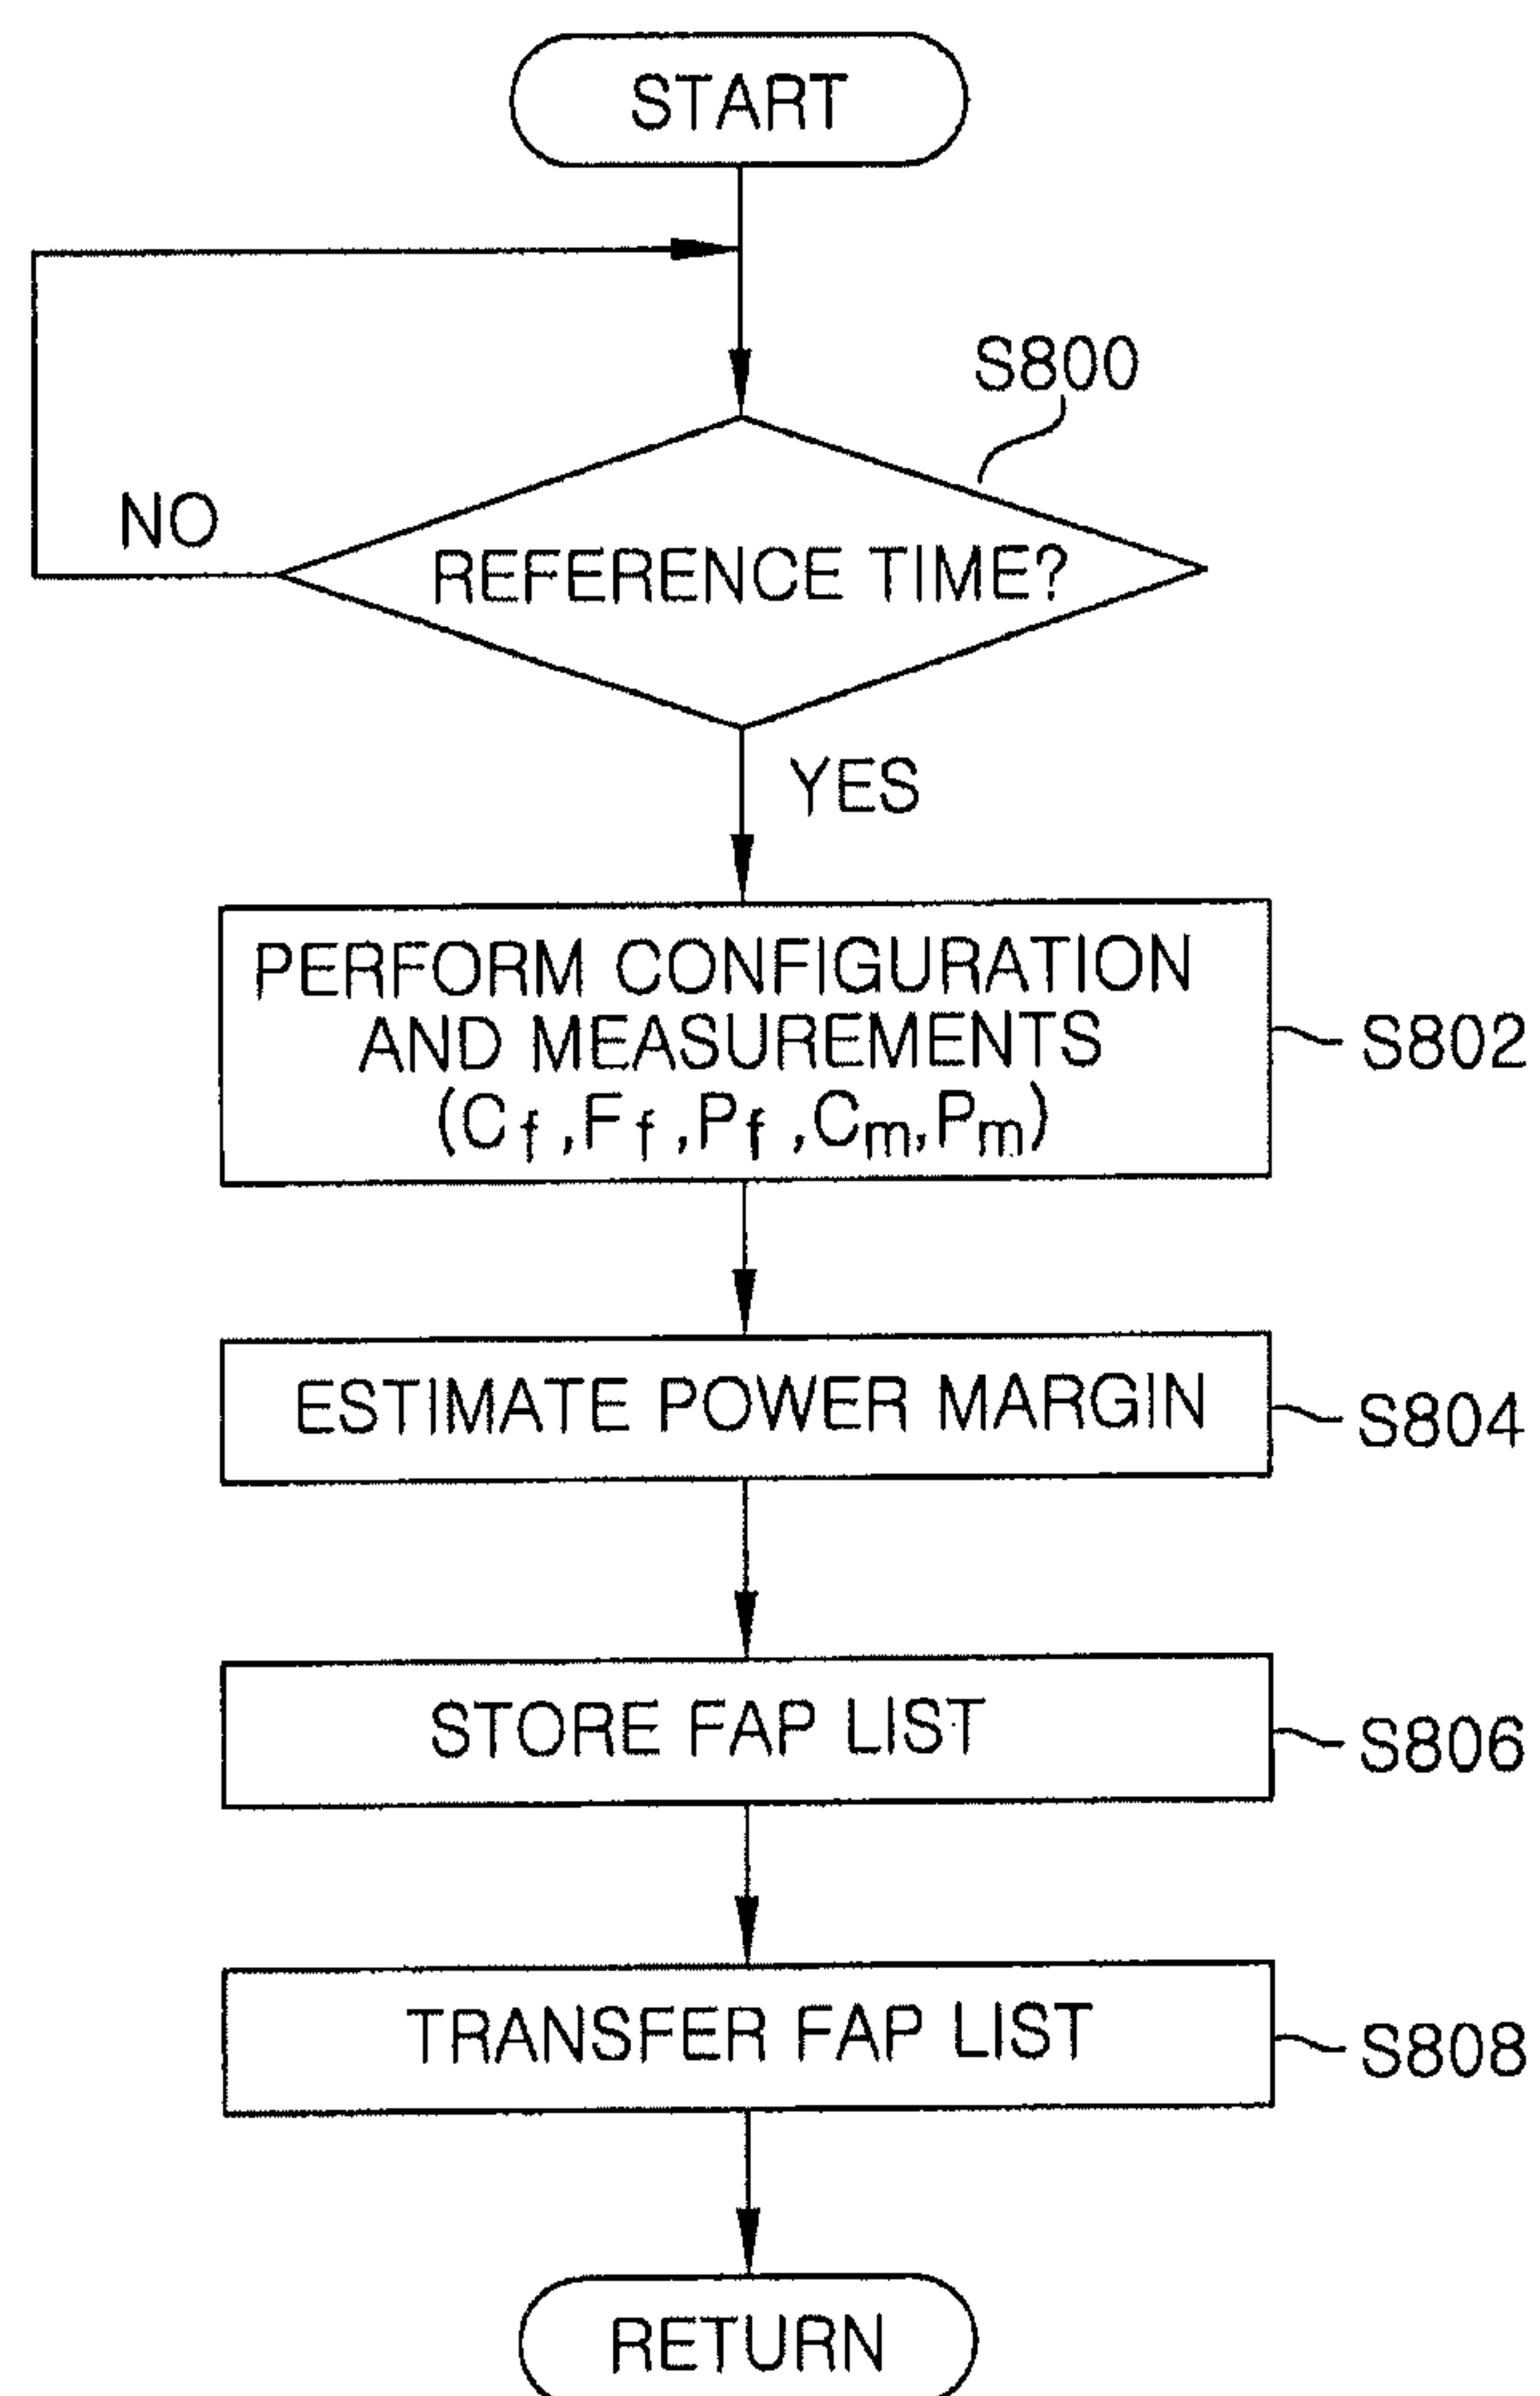 START
S800
NO
REFERENCE TIME?
YES
PERFORM CONFIGURATION
AND MEASUREMENTS
(Cf,Ff,Pf,Cm,Pm)
S802
ESTIMATE POWER MARGIN
S804
STORE FAP LIST
S806
TRANSFER FAP LIST
S808
RETURN